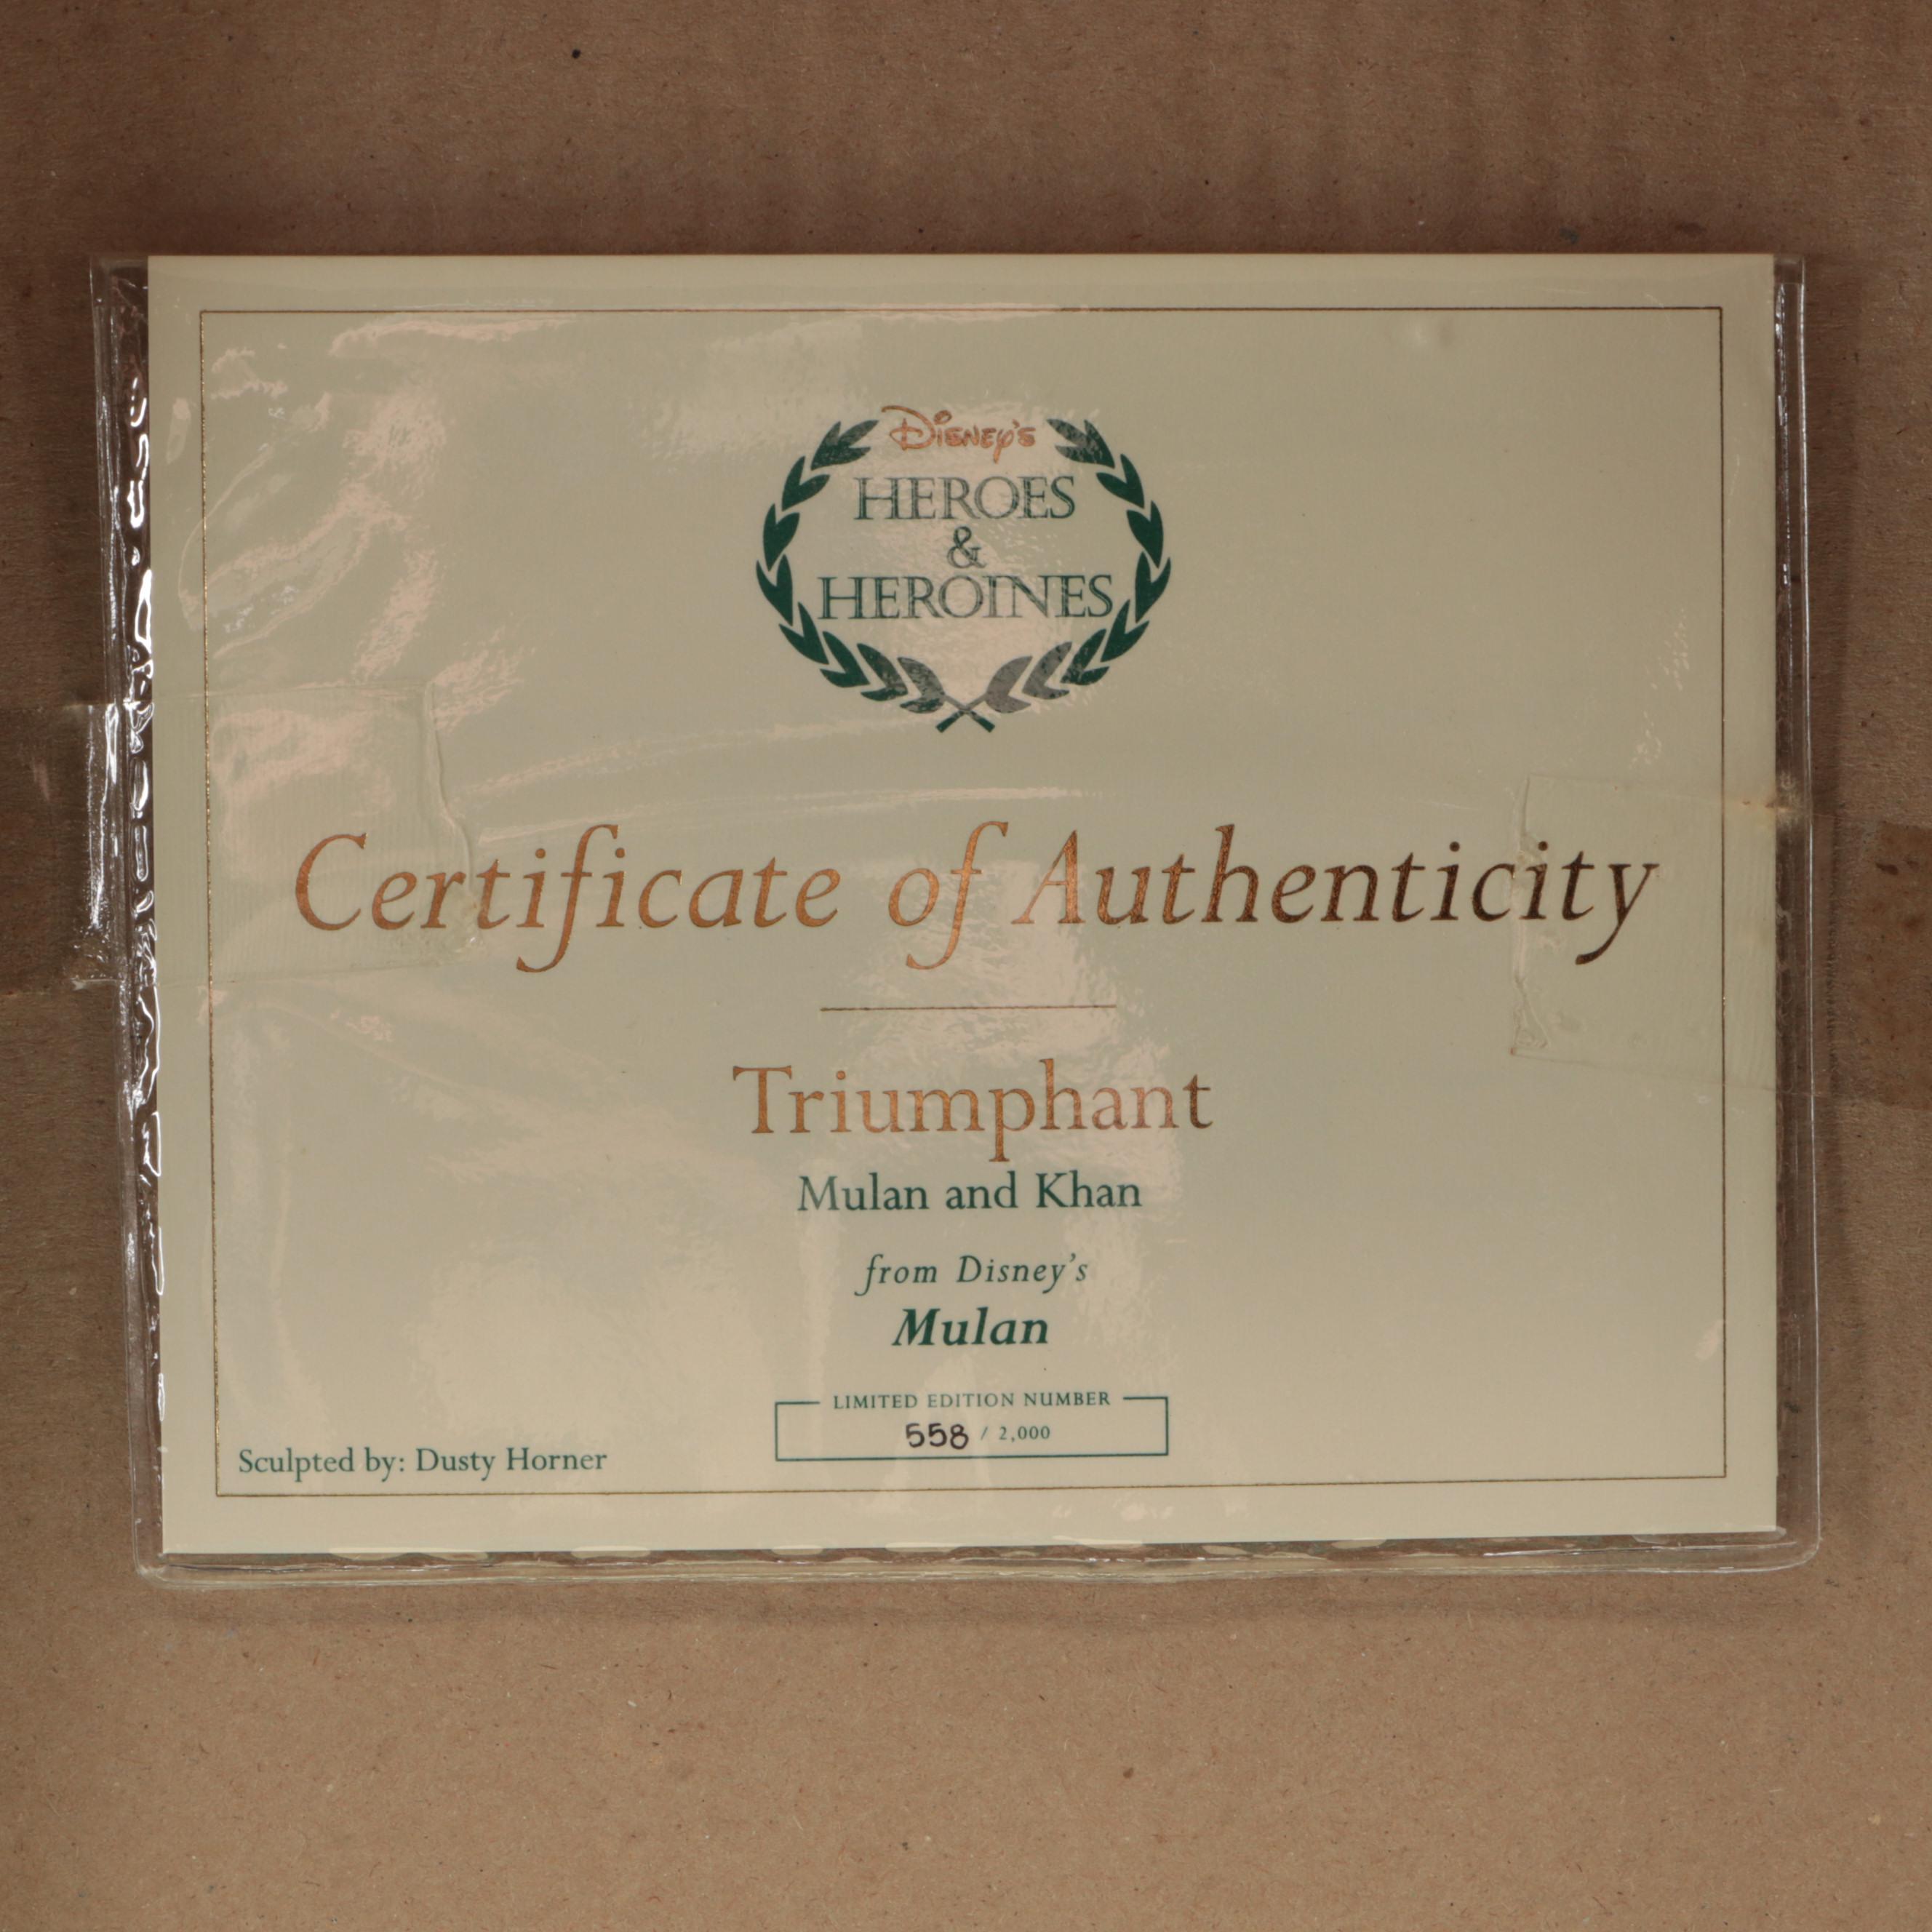 Disney's
HEROES
&
HEROINES
Certificate of Authenticity
Triumphant
Mulan and Khan
from Disney's
Mulan
LIMITED EDITION NUMBER
558 / 2,000
Sculpted by: Dusty Horner